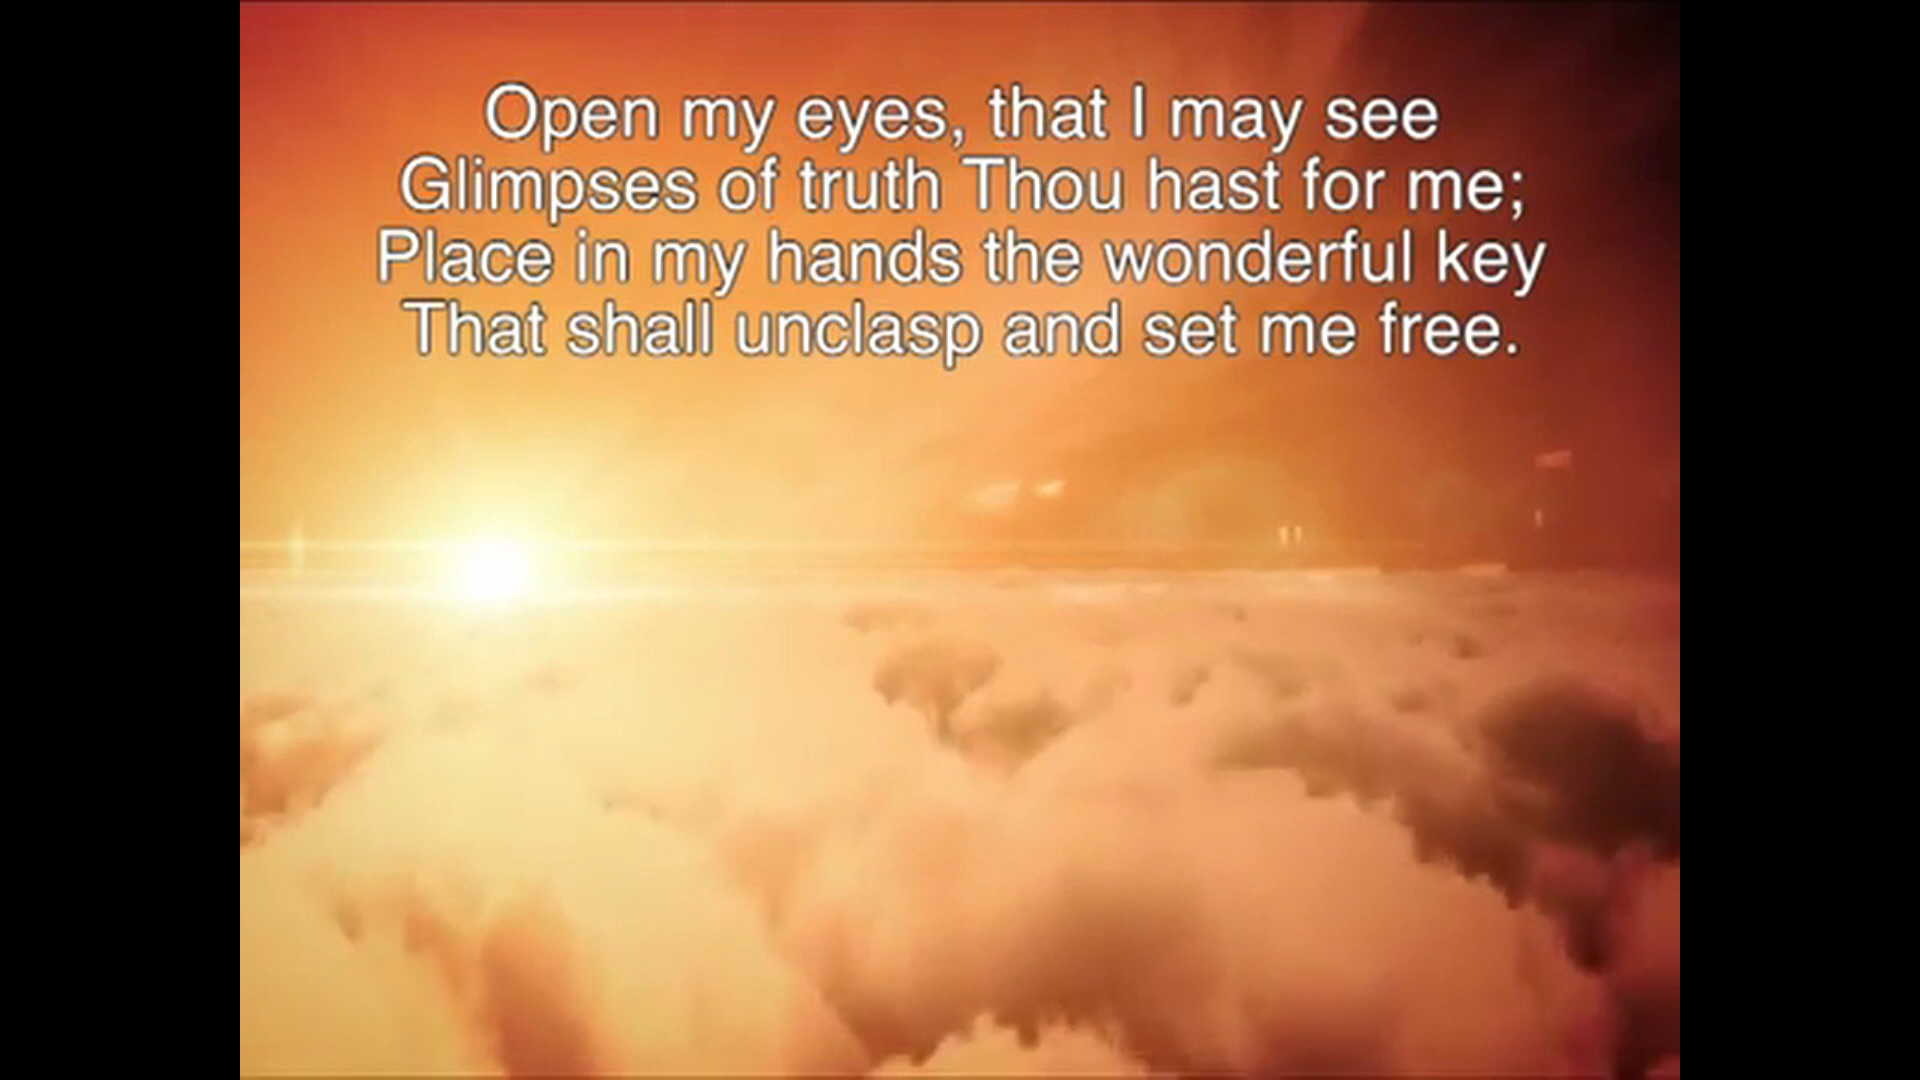 Open my eyes, that I may see
Glimpses of truth Thou hast for me;
Place in my hands the wonderful key
That shall unclasp and set me free.